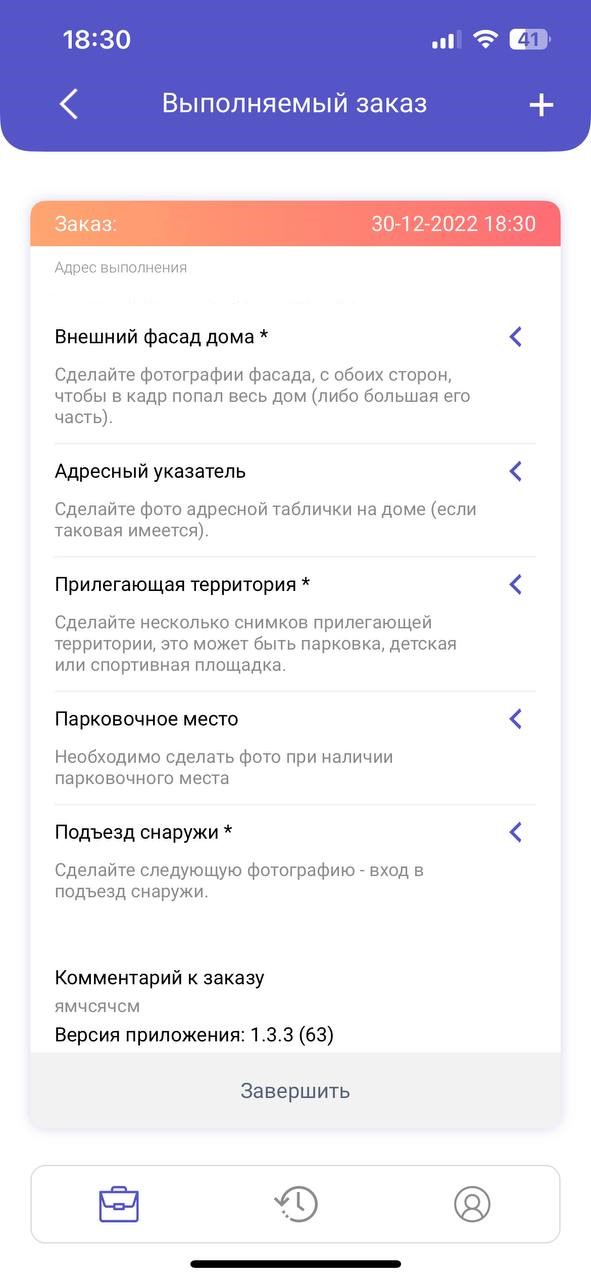 18:30
41
Выполняемый заказ
Заказ: 30-12-2022 18:30
Адрес выполнения
Внешний фасад дома *
Сделайте фотографии фасада, с обоих сторон,
чтобы в кадр попал весь дом (либо большая его
часть).
Адресный указатель
Сделайте фото адресной таблички на доме (если
таковая имеется).
Прилегающая территория *
Сделайте несколько снимков прилегающей
территории, это может быть парковка, детская
или спортивная площадка.
Парковочное место
Необходимо сделать фото при наличии
парковочного места
Подъезд снаружи *
Сделайте следующую фотографию - вход в
подъезд снаружи.
Комментарий к заказу
ямчсячсм
Версия приложения: 1.3.3 (63)
Завершить